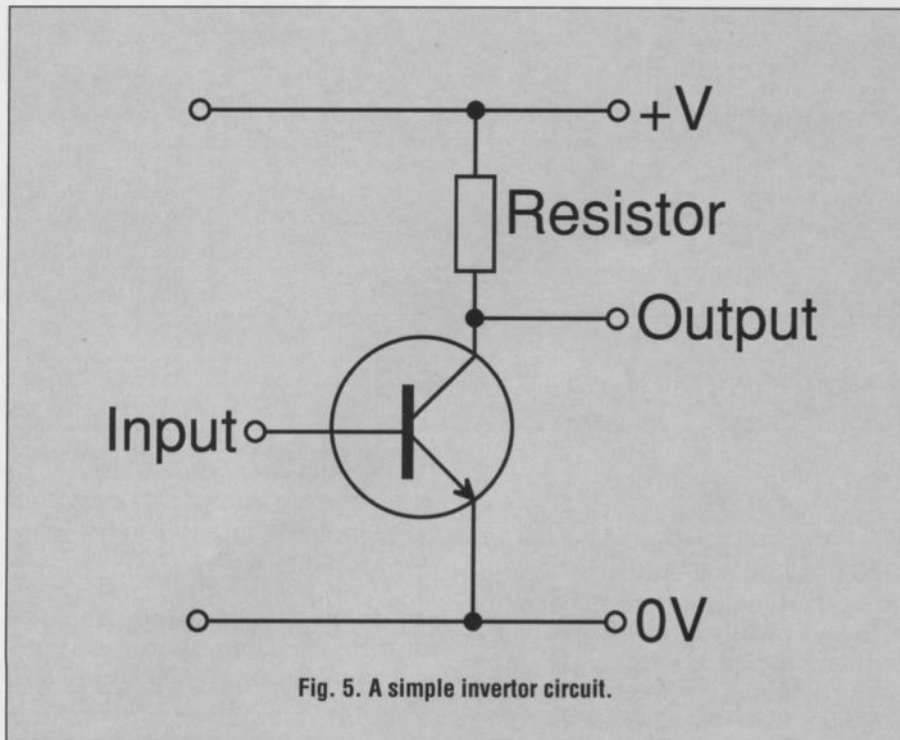 +V
Resistor
Output
Input
0V
Fig. 5. A simple invertor circuit.